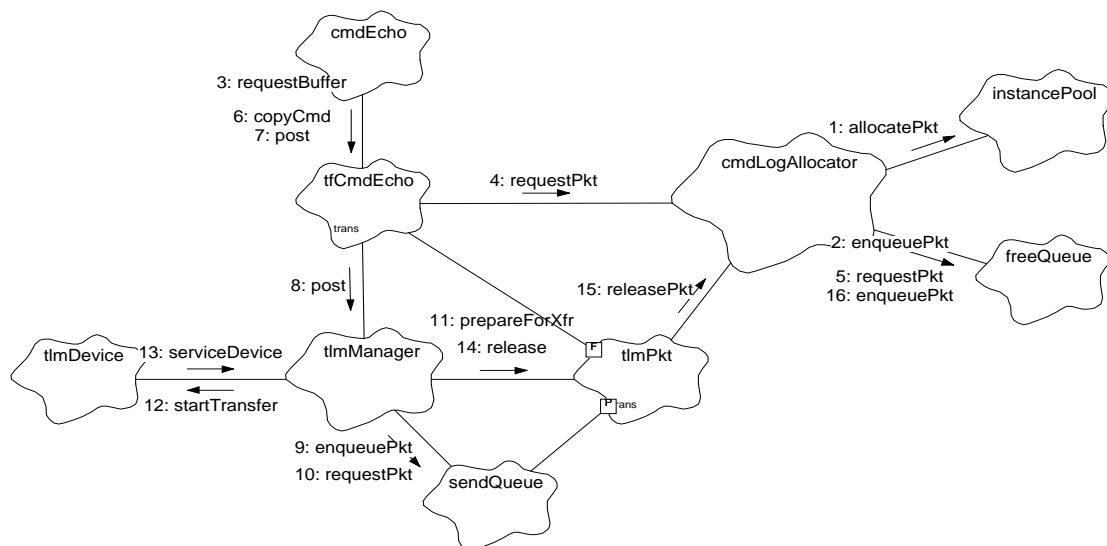 cmdEcho
3: requestBuffer
instancePool
6: copyCmd
7: post
1: allocatePkt
cmdLogAllocator
tfCmdEcho
4: requestPkt
trans
2: enqueuePkt
freeQueue
5: requestPkt
16: enqueuePkt
8: post
15: releasePkt
11: prepareForXfr
tlmDevice
13: serviceDevice
tlmManager
14: release
F
tlmPkt
12: startTransfer
P
trans
9: enqueuePkt
10: requestPkt
sendQueue